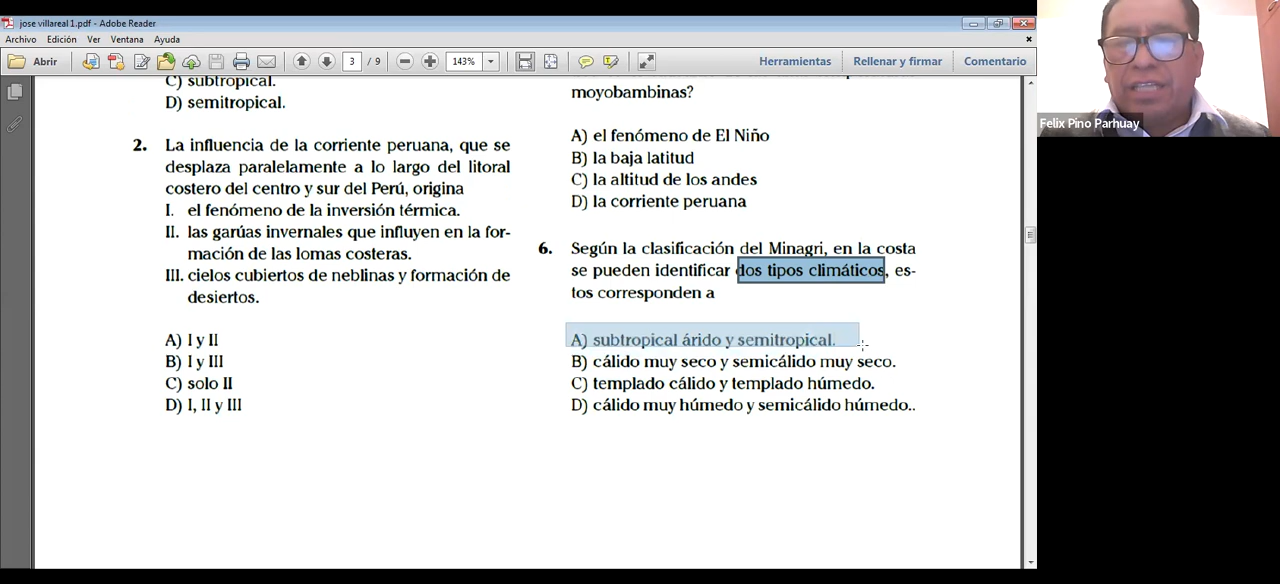 jose villareal 1.pdf - Adobe Reader
Archivo Edición Ver Ventana Ayuda
Abrir 3 / 9 143% Herramientas Rellenar y firmar Comentario
C) subtropical.
D) semitropical.
2. La influencia de la corriente peruana, que se
desplaza paralelamente a lo largo del litoral
costero del centro y sur del Perú, origina
I. el fenómeno de la inversión térmica.
II. las garúas invernales que influyen en la for-
mación de las lomas costeras.
III. cielos cubiertos de neblinas y formación de
desiertos.
A) I y II
B) I y III
C) solo II
D) I, II y III
moyobambinas?
A) el fenómeno de El Niño
B) la baja latitud
C) la altitud de los andes
D) la corriente peruana
6. Según la clasificación del Minagri, en la costa
se pueden identificar dos tipos climáticos, es-
tos corresponden a
A) subtropical árido y semitropical.
B) cálido muy seco y semicálido muy seco.
C) templado cálido y templado húmedo.
D) cálido muy húmedo y semicálido húmedo..
Felix Pino Parhuay